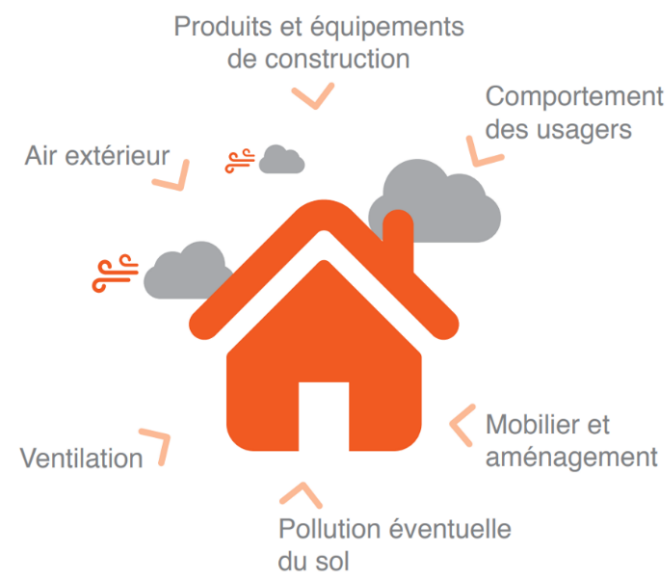 Produits et équipements
de construction
Comportement
des usagers
Air extérieur
Ventilation
Mobilier et
aménagement
Pollution éventuelle
du sol